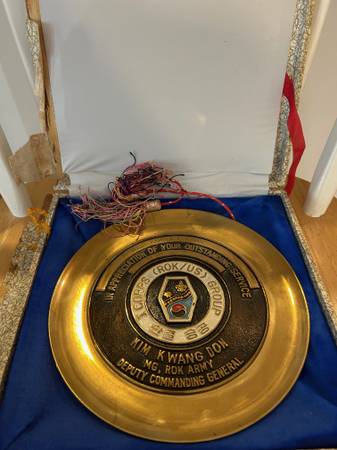 IN APPRECIATION OF YOUR OUTSTANDING SERVICE
I CORPS (ROK/US) GROUP
KIM KWANG DON
MG, ROK ARMY
DEPUTY COMMANDING GENERAL